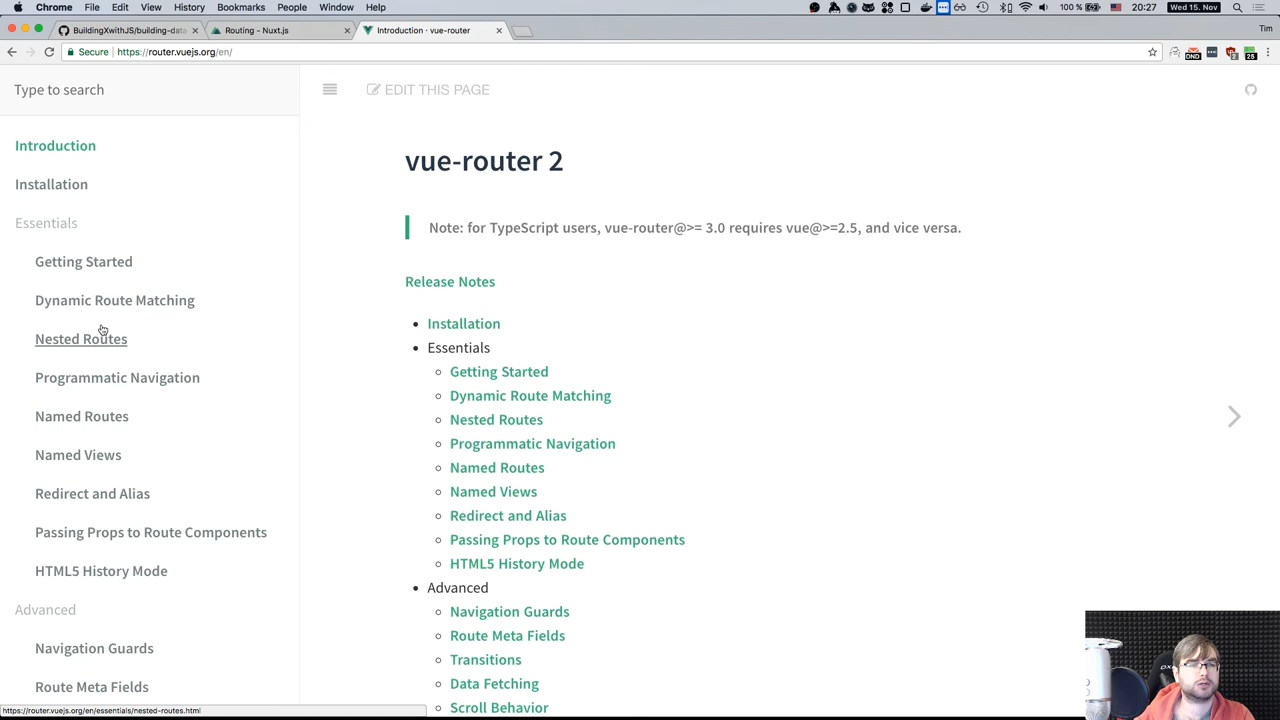 Chrome File Edit View History Bookmarks People Window Help 100 % 20:27 Wed 15. Nov
BuildingXwithJS/building-data Routing - Nuxt.js Introduction · vue-router Tim
Secure https://router.vuejs.org/en/
Type to search
EDIT THIS PAGE
Introduction
Installation
Essentials
Getting Started
Dynamic Route Matching
Nested Routes
Programmatic Navigation
Named Routes
Named Views
Redirect and Alias
Passing Props to Route Components
HTML5 History Mode
Advanced
Navigation Guards
Route Meta Fields
https://router.vuejs.org/en/essentials/nested-routes.html
vue-router 2
Note: for TypeScript users, vue-router@>= 3.0 requires vue@>=2.5, and vice versa.
Release Notes
Installation
Essentials
Getting Started
Dynamic Route Matching
Nested Routes
Programmatic Navigation
Named Routes
Named Views
Redirect and Alias
Passing Props to Route Components
HTML5 History Mode
Advanced
Navigation Guards
Route Meta Fields
Transitions
Data Fetching
Scroll Behavior